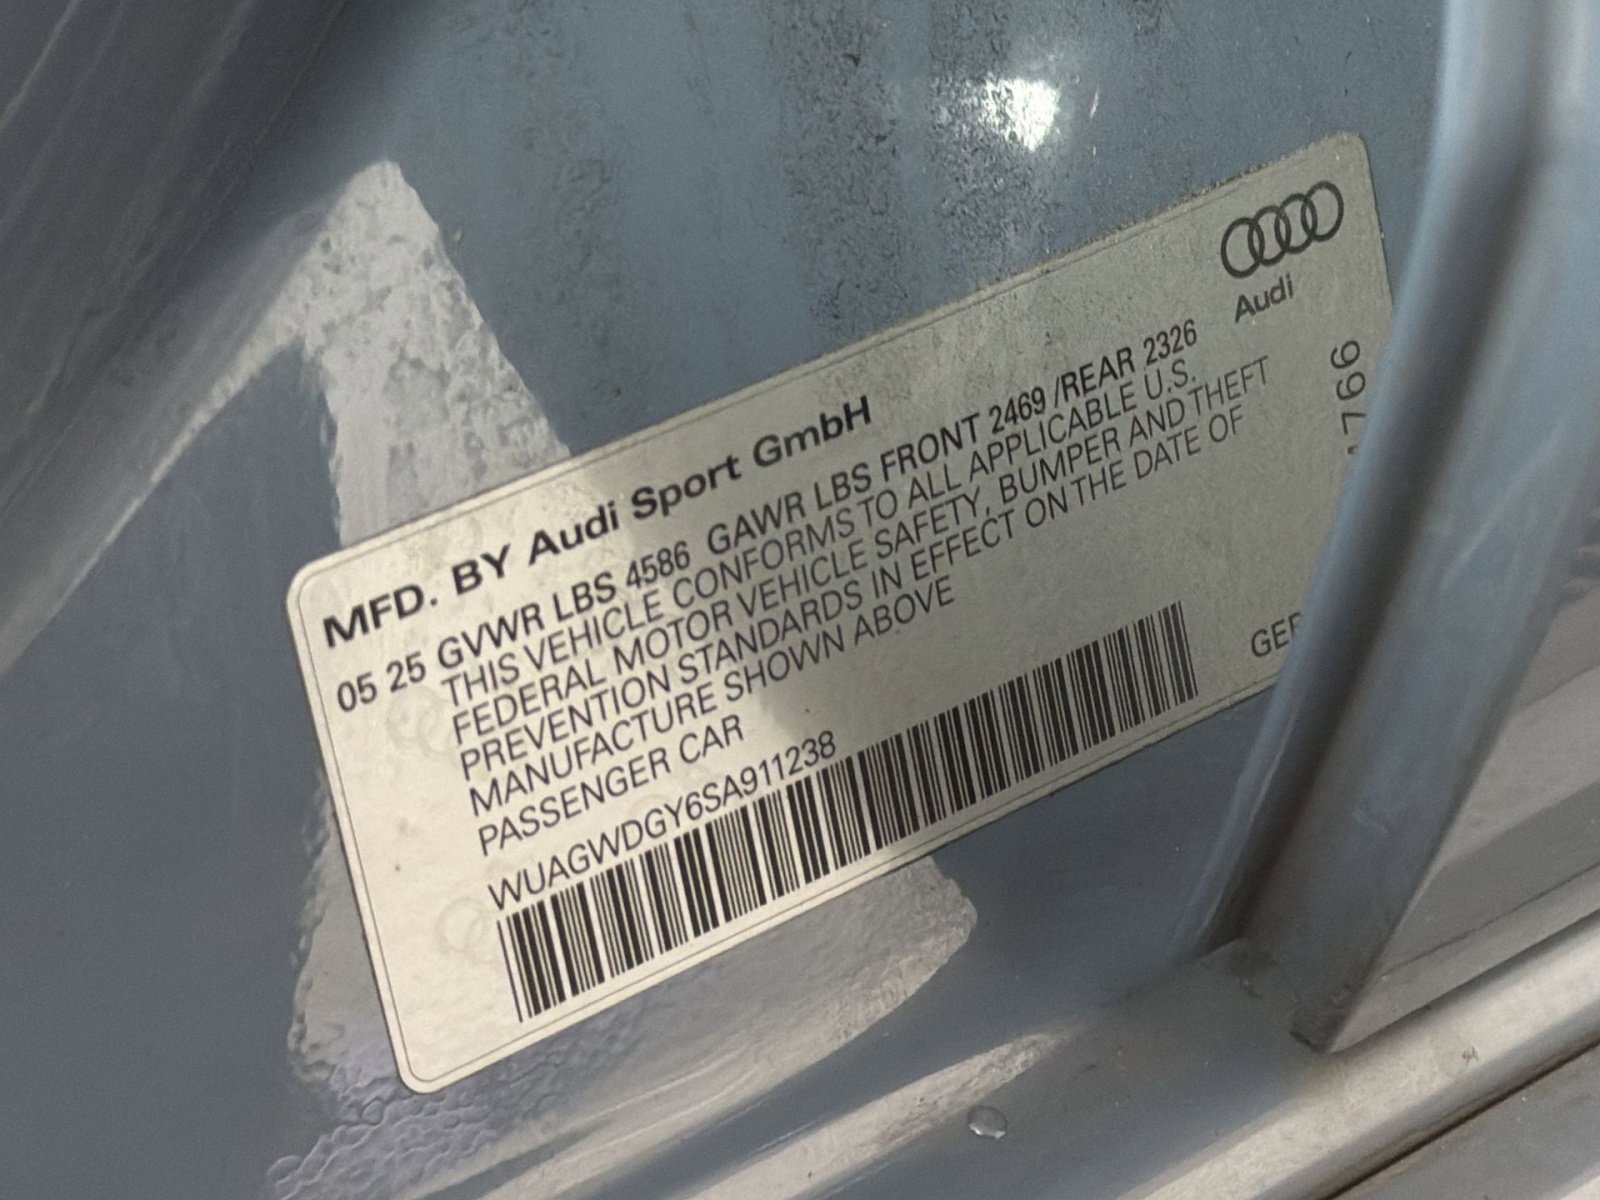 Audi
MFD. BY Audi Sport GmbH
05 25 GVWR LBS 4586 GAWR LBS FRONT 2469 /REAR 2326
THIS VEHICLE CONFORMS TO ALL APPLICABLE U.S.
FEDERAL MOTOR VEHICLE SAFETY, BUMPER AND THEFT
PREVENTION STANDARDS IN EFFECT ON THE DATE OF
MANUFACTURE SHOWN ABOVE
PASSENGER CAR
WUAGWDGY6SA911238